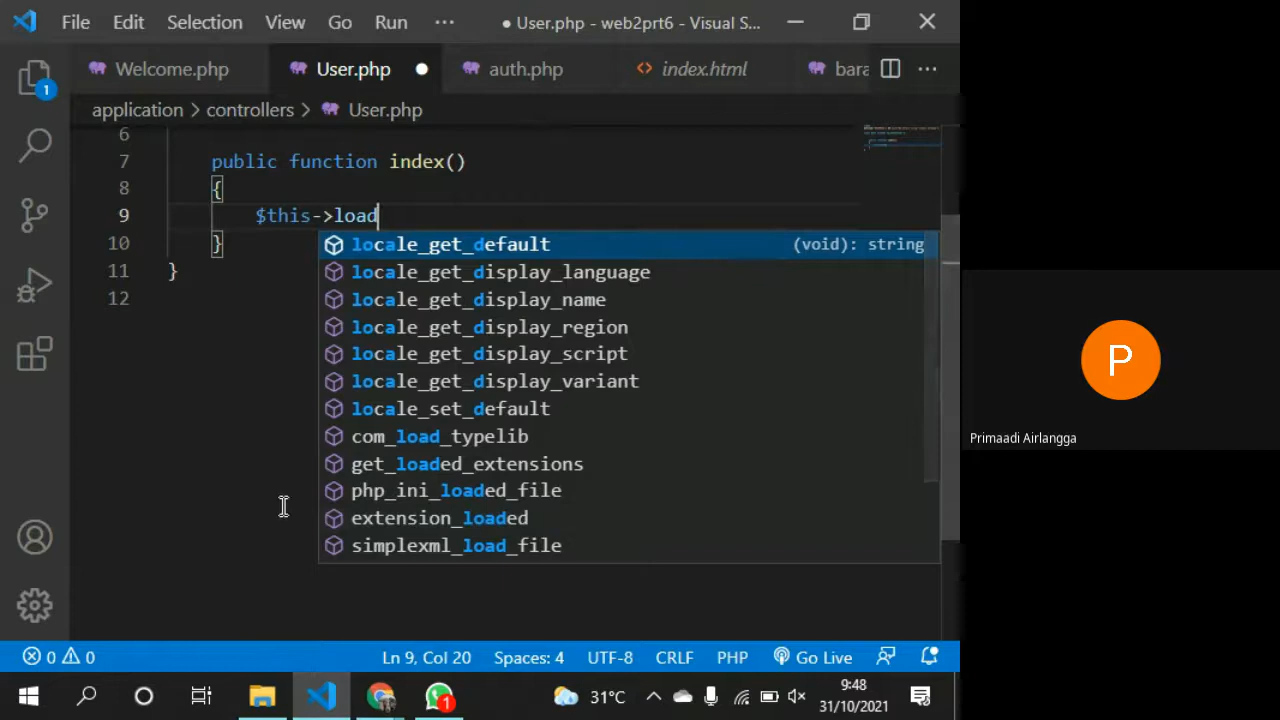 File Edit Selection View Go Run ··· ● User.php - web2prt6 - Visual S...
Welcome.php User.php ● auth.php index.html bara ···
1
application > controllers > User.php
6
7 public function index()
8 {
9 $this->load
10 }
11 }
12
locale_get_default (void): string
locale_get_display_language
locale_get_display_name
locale_get_display_region
locale_get_display_script
locale_get_display_variant
locale_set_default
com_load_typelib
get_loaded_extensions
php_ini_loaded_file
extension_loaded
simplexml_load_file
P
Primaadi Airlangga
0 0 Ln 9, Col 20 Spaces: 4 UTF-8 CRLF PHP Go Live
1 31°C 9:48
31/10/2021